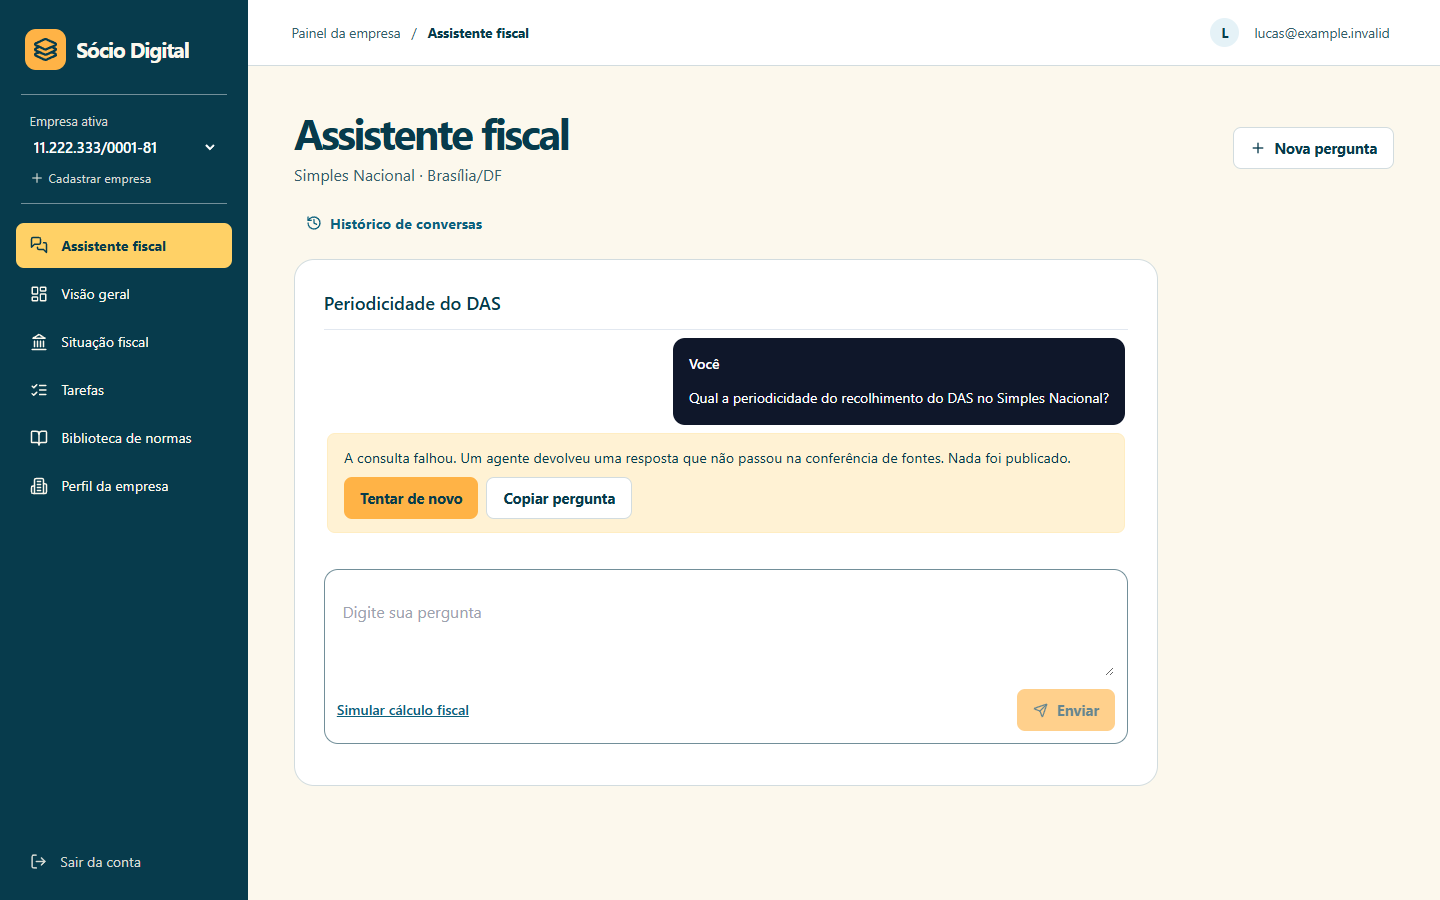 Sócio Digital
Empresa ativa
11.222.333/0001-81
Cadastrar empresa
Assistente fiscal
Visão geral
Situação fiscal
Tarefas
Biblioteca de normas
Perfil da empresa
Sair da conta
Painel da empresa / Assistente fiscal
L lucas@example.invalid
Assistente fiscal
Simples Nacional · Brasília/DF
+ Nova pergunta
Histórico de conversas
Periodicidade do DAS
Você
Qual a periodicidade do recolhimento do DAS no Simples Nacional?
A consulta falhou. Um agente devolveu uma resposta que não passou na conferência de fontes. Nada foi publicado.
Tentar de novo Copiar pergunta
Digite sua pergunta
Simular cálculo fiscal Enviar